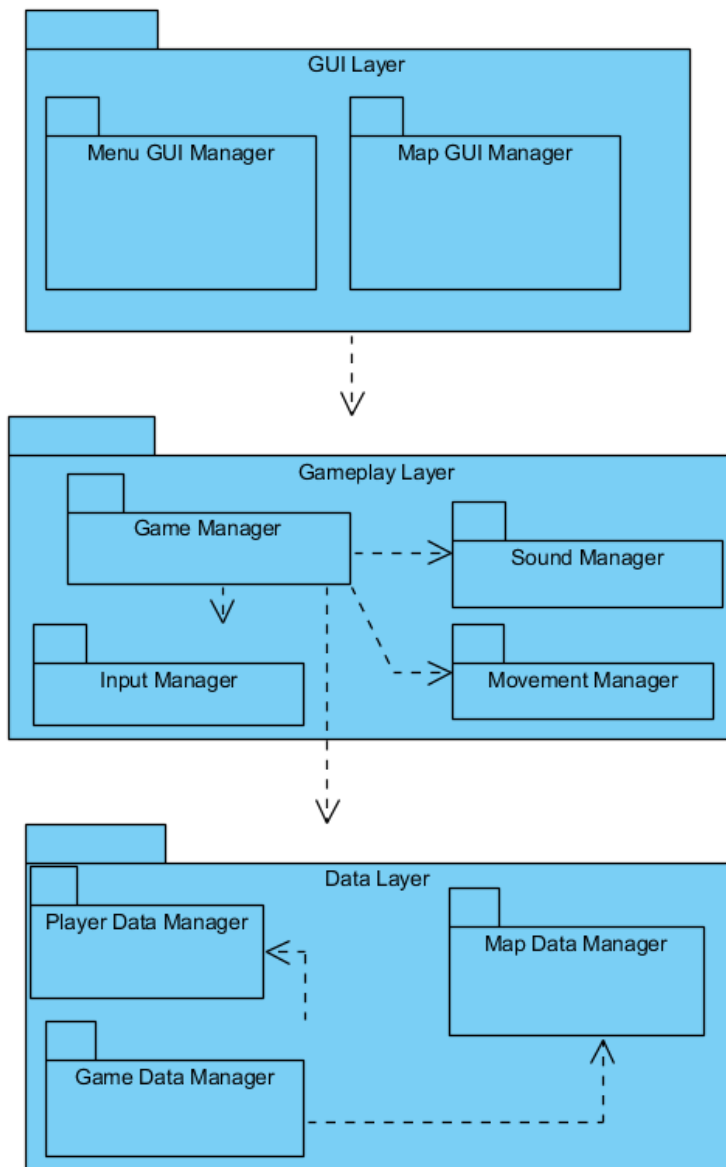 GUI Layer
Menu GUI Manager
Map GUI Manager
Gameplay Layer
Game Manager
Sound Manager
Input Manager
Movement Manager
Data Layer
Player Data Manager
Map Data Manager
Game Data Manager